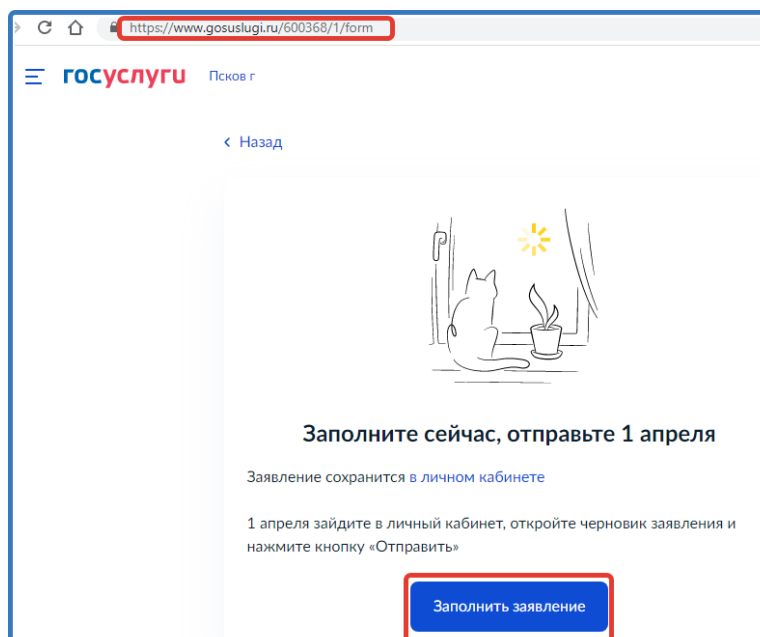 https://www.gosuslugi.ru/600368/1/form
госуслуги Псков г
Назад
Заполните сейчас, отправьте 1 апреля
Заявление сохранится в личном кабинете
1 апреля зайдите в личный кабинет, откройте черновик заявления и
нажмите кнопку «Отправить»
Заполнить заявление